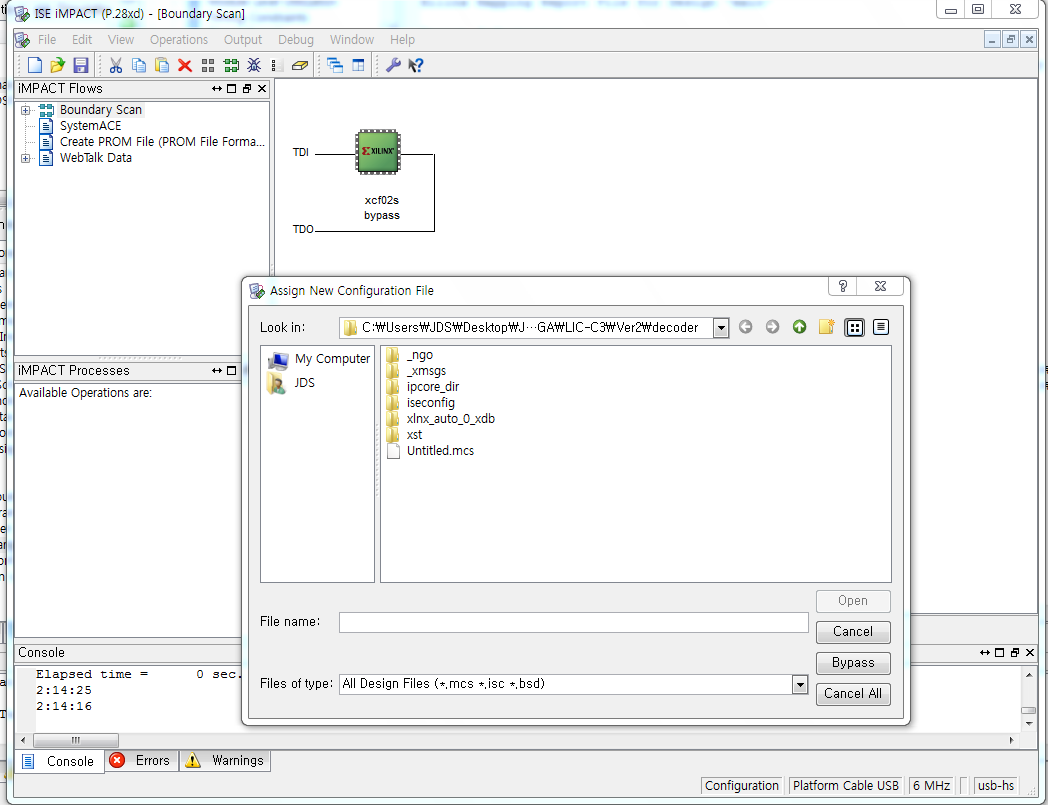 ISE iMPACT (P.28xd) - [Boundary Scan]
File Edit View Operations Output Debug Window Help
iMPACT Flows
Boundary Scan
SystemACE
Create PROM File (PROM File Forma...
WebTalk Data
TDI
XILINX
xcf02s
bypass
TDO
Assign New Configuration File
Look in:
C:₩Users₩JDS₩Desktop₩J···GA₩LIC-C3₩Ver2₩decoder
My Computer
JDS
_ngo
_xmsgs
ipcore_dir
iseconfig
xlnx_auto_0_xdb
xst
Untitled.mcs
Open
File name:
Cancel
Bypass
Files of type: All Design Files (*.mcs *.isc *.bsd)
Cancel All
iMPACT Processes
Available Operations are:
Console
Elapsed time = 0 sec.
2:14:25
2:14:16
Console Errors Warnings
Configuration Platform Cable USB 6 MHz usb-hs